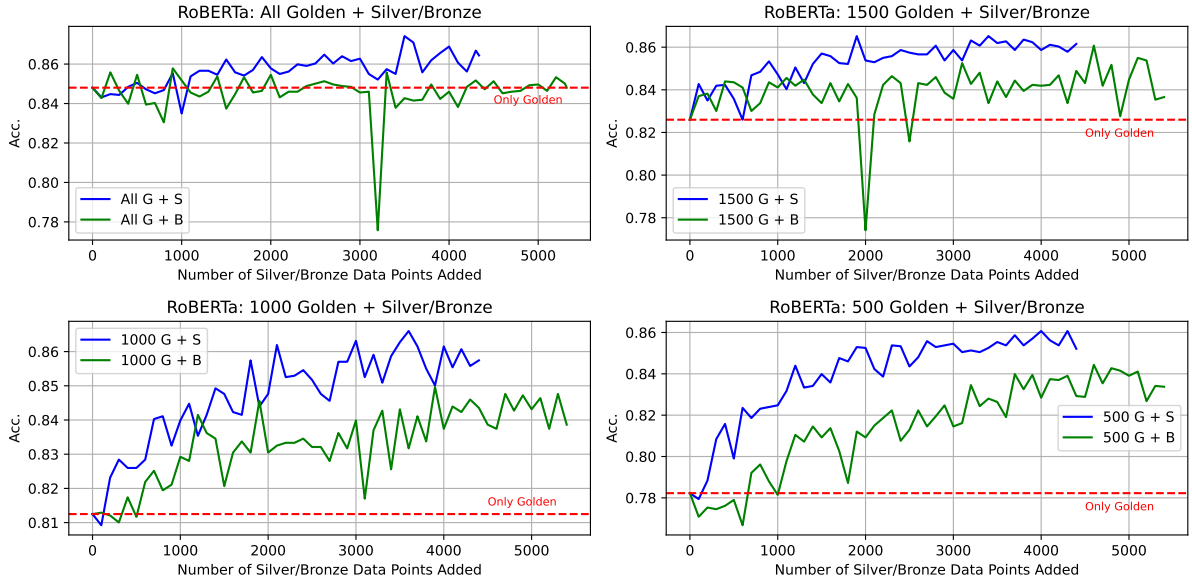 RoBERTa: All Golden + Silver/Bronze
0.86
0.84
0.82
0.80
0.78
Acc.
Only Golden
All G + S
All G + B
0 1000 2000 3000 4000 5000
Number of Silver/Bronze Data Points Added
RoBERTa: 1500 Golden + Silver/Bronze
0.86
0.84
0.82
0.80
0.78
Acc.
Only Golden
1500 G + S
1500 G + B
0 1000 2000 3000 4000 5000
Number of Silver/Bronze Data Points Added
RoBERTa: 1000 Golden + Silver/Bronze
1000 G + S
1000 G + B
0.86
0.85
0.84
0.83
0.82
0.81
Acc.
Only Golden
0 1000 2000 3000 4000 5000
Number of Silver/Bronze Data Points Added
RoBERTa: 500 Golden + Silver/Bronze
0.86
0.84
0.82
0.80
0.78
Acc.
500 G + S
500 G + B
Only Golden
0 1000 2000 3000 4000 5000
Number of Silver/Bronze Data Points Added